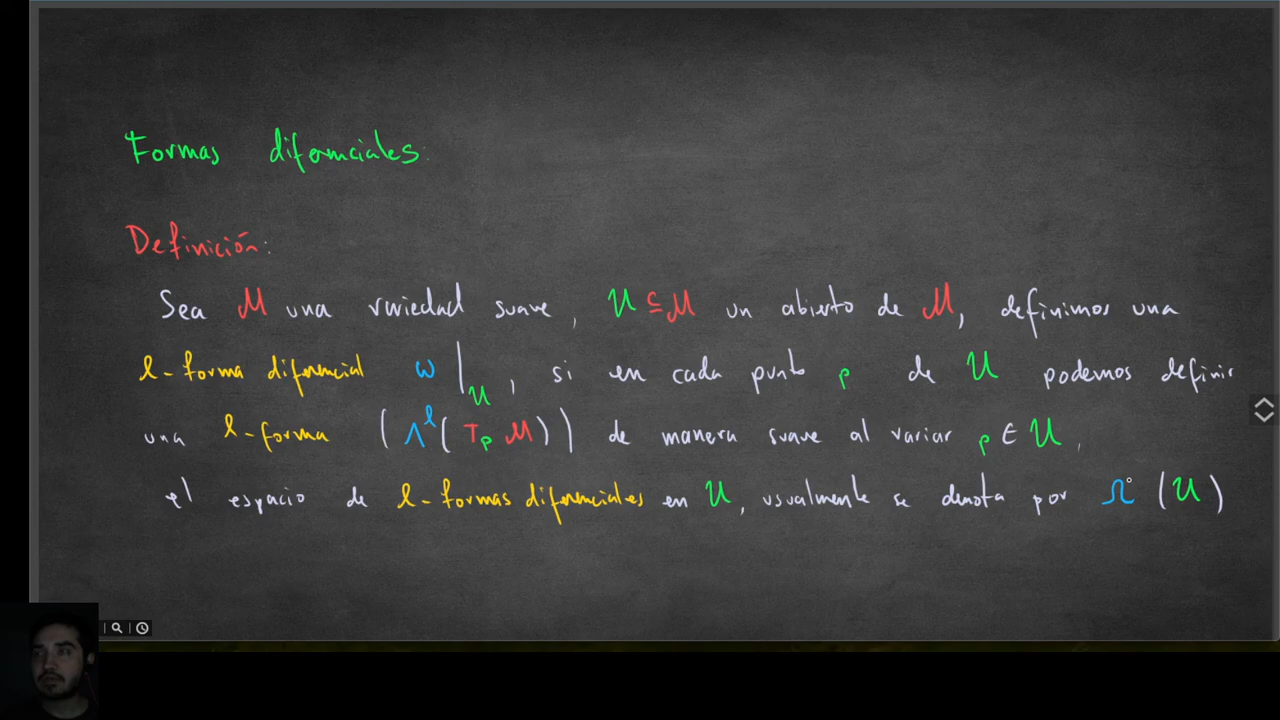 Formas diferenciales:
Definición:
Sea M una variedad suave, U ⊆ M un abierto de M, definimos una
l-forma diferencial ω|U, si en cada punto p de U podemos definir
una l-forma (Λ^l(T_p M)) de manera suave al variar p ∈ U,
el espacio de l-formas diferenciales en U, usualmente se denota por Ω (U)